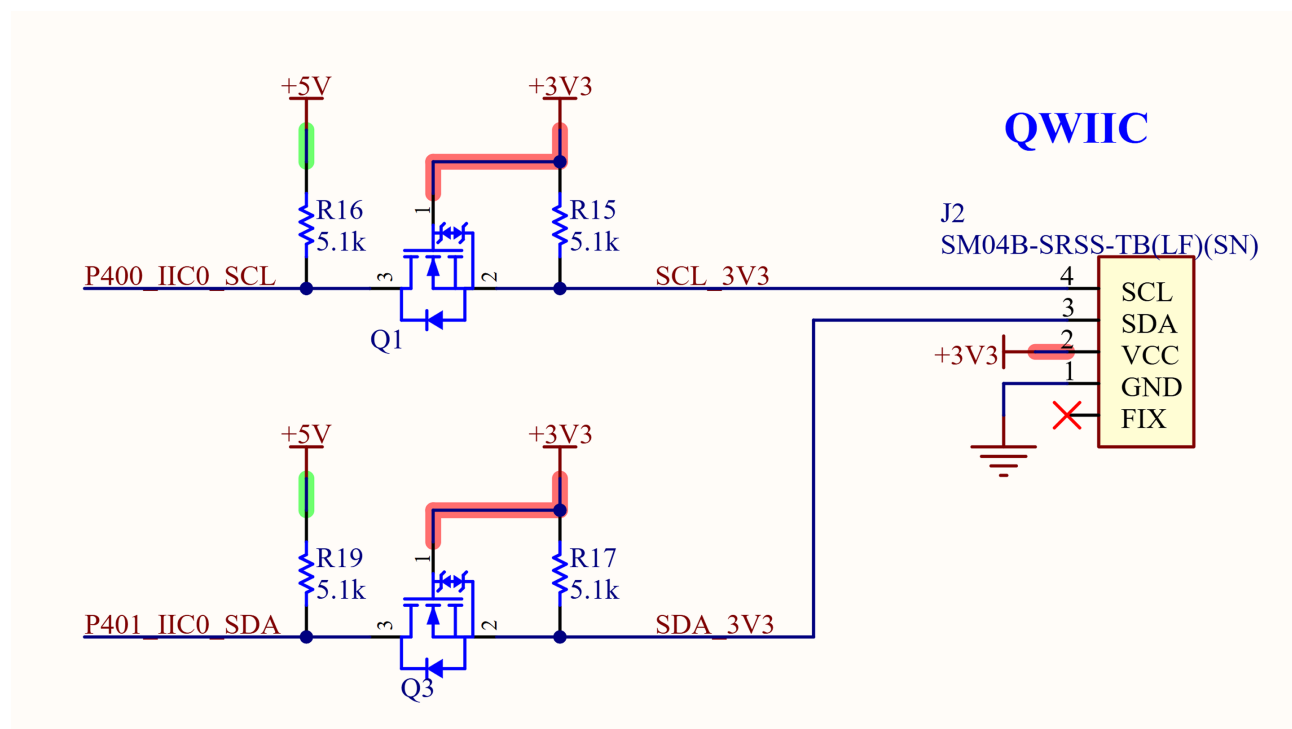 +5V
+3V3
QWIIC
R16
5.1k
1
R15
5.1k
J2
SM04B-SRSS-TB(LF)(SN)
P400_IIC0_SCL
3
2
SCL_3V3
4
SCL
Q1
3
SDA
+3V3
2
VCC
1
GND
FIX
+5V
+3V3
R19
5.1k
1
R17
5.1k
P401_IIC0_SDA
3
2
SDA_3V3
Q3